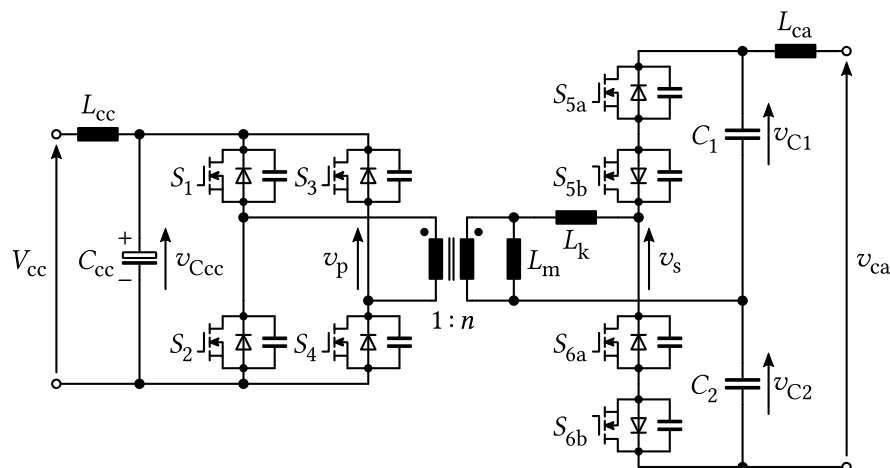 L_ca
S_5a
L_cc
C_1
v_C1
S_1
S_3
S_5b
V_cc
+
C_cc
−
v_Ccc
v_p
L_m
L_k
v_s
v_ca
1 : n
S_2
S_4
S_6a
C_2
v_C2
S_6b